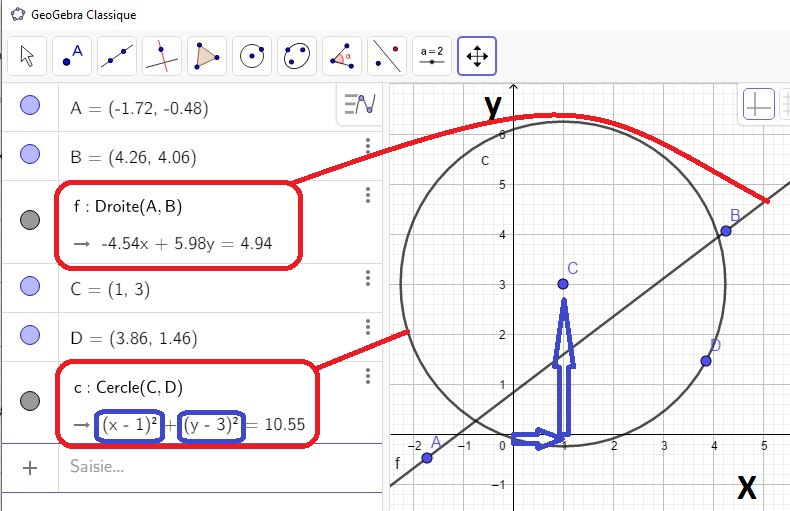 GeoGebra Classique
A
α
a = 2
A = (-1.72, -0.48)
B = (4.26, 4.06)
f : Droite(A, B)
→ -4.54x + 5.98y = 4.94
C = (1, 3)
D = (3.86, 1.46)
c : Cercle(C, D)
→ (x - 1)² + (y - 3)² = 10.55
+ Saisie...
y
6
c
5
B
4
C
3
2
D
1
A
-2 -1 0 1 2 3 4 5
f
-1
X